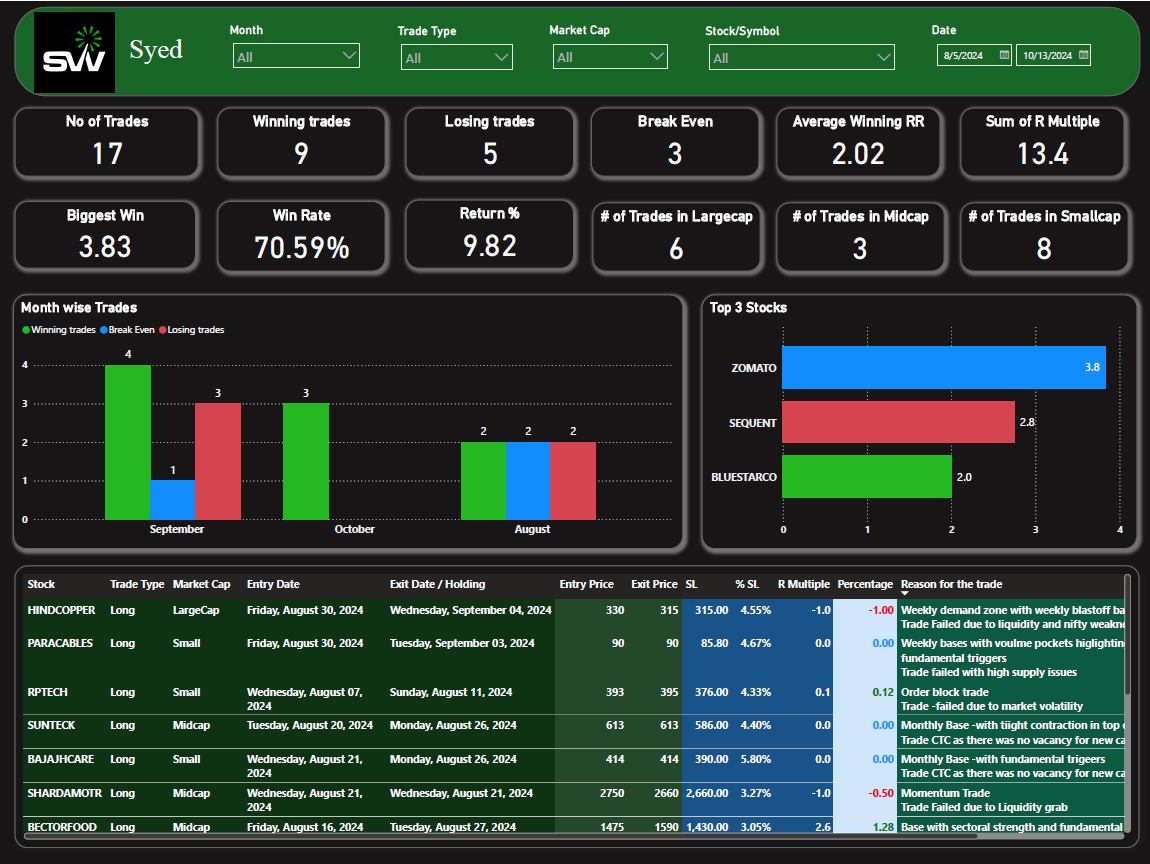 SW
Syed
Month
All
Trade Type
All
Market Cap
All
Stock/Symbol
All
Date
8/5/2024
10/13/2024
No of Trades
17
Winning trades
9
Losing trades
5
Break Even
3
Average Winning RR
2.02
Sum of R Multiple
13.4
Biggest Win
3.83
Win Rate
70.59%
Return %
9.82
# of Trades in Largecap
6
# of Trades in Midcap
3
# of Trades in Smallcap
8
Month wise Trades
Winning trades Break Even Losing trades
4
3
2
1
0
4
1
3
3
2
2
2
September
October
August
Top 3 Stocks
ZOMATO
3.8
SEQUENT
2.8
BLUESTARCO
2.0
0 1 2 3 4
Stock Trade Type Market Cap Entry Date Exit Date / Holding Entry Price Exit Price SL % SL R Multiple Percentage Reason for the trade
HINDCOPPER Long LargeCap Friday, August 30, 2024 Wednesday, September 04, 2024 330 315 315.00 4.55% -1.0 -1.00 Weekly demand zone with weekly blastoff ba
Trade Failed due to liquidity and nifty weakne
PARACABLES Long Small Friday, August 30, 2024 Tuesday, September 03, 2024 90 90 85.80 4.67% 0.0 0.00 Weekly bases with voulme pockets higlightin
fundamental triggers
Trade failed with high supply issues
RPTECH Long Small Wednesday, August 07, Sunday, August 11, 2024 393 395 376.00 4.33% 0.1 0.12 Order block trade
2024 Trade -failed due to market volatility
SUNTECK Long Midcap Tuesday, August 20, 2024 Monday, August 26, 2024 613 613 586.00 4.40% 0.0 0.00 Monthly Base -with tiight contraction in top
Trade CTC as there was no vacancy for new ca
BAJAJHCARE Long Small Wednesday, August 21, Monday, August 26, 2024 414 414 390.00 5.80% 0.0 0.00 Monthly Base -with fundamental trigeers
2024 Trade CTC as there was no vacancy for new ca
SHARDAMOTR Long Midcap Wednesday, August 21, Wednesday, August 21, 2024 2750 2660 2,660.00 3.27% -1.0 -0.50 Momentum Trade
2024 Trade Failed due to Liquidity grab
BECTORFOOD Long Midcap Friday, August 16, 2024 Tuesday, August 27, 2024 1475 1590 1,430.00 3.05% 2.6 1.28 Base with sectoral strength and fundamental